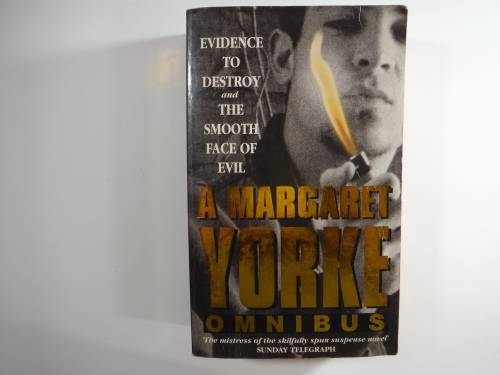 EVIDENCE
TO
DESTROY
and
THE
SMOOTH
FACE OF
EVIL
A MARGARET
YORKE
OMNIBUS
The mistress of the skilfully spun suspense novel
SUNDAY TELEGRAPH